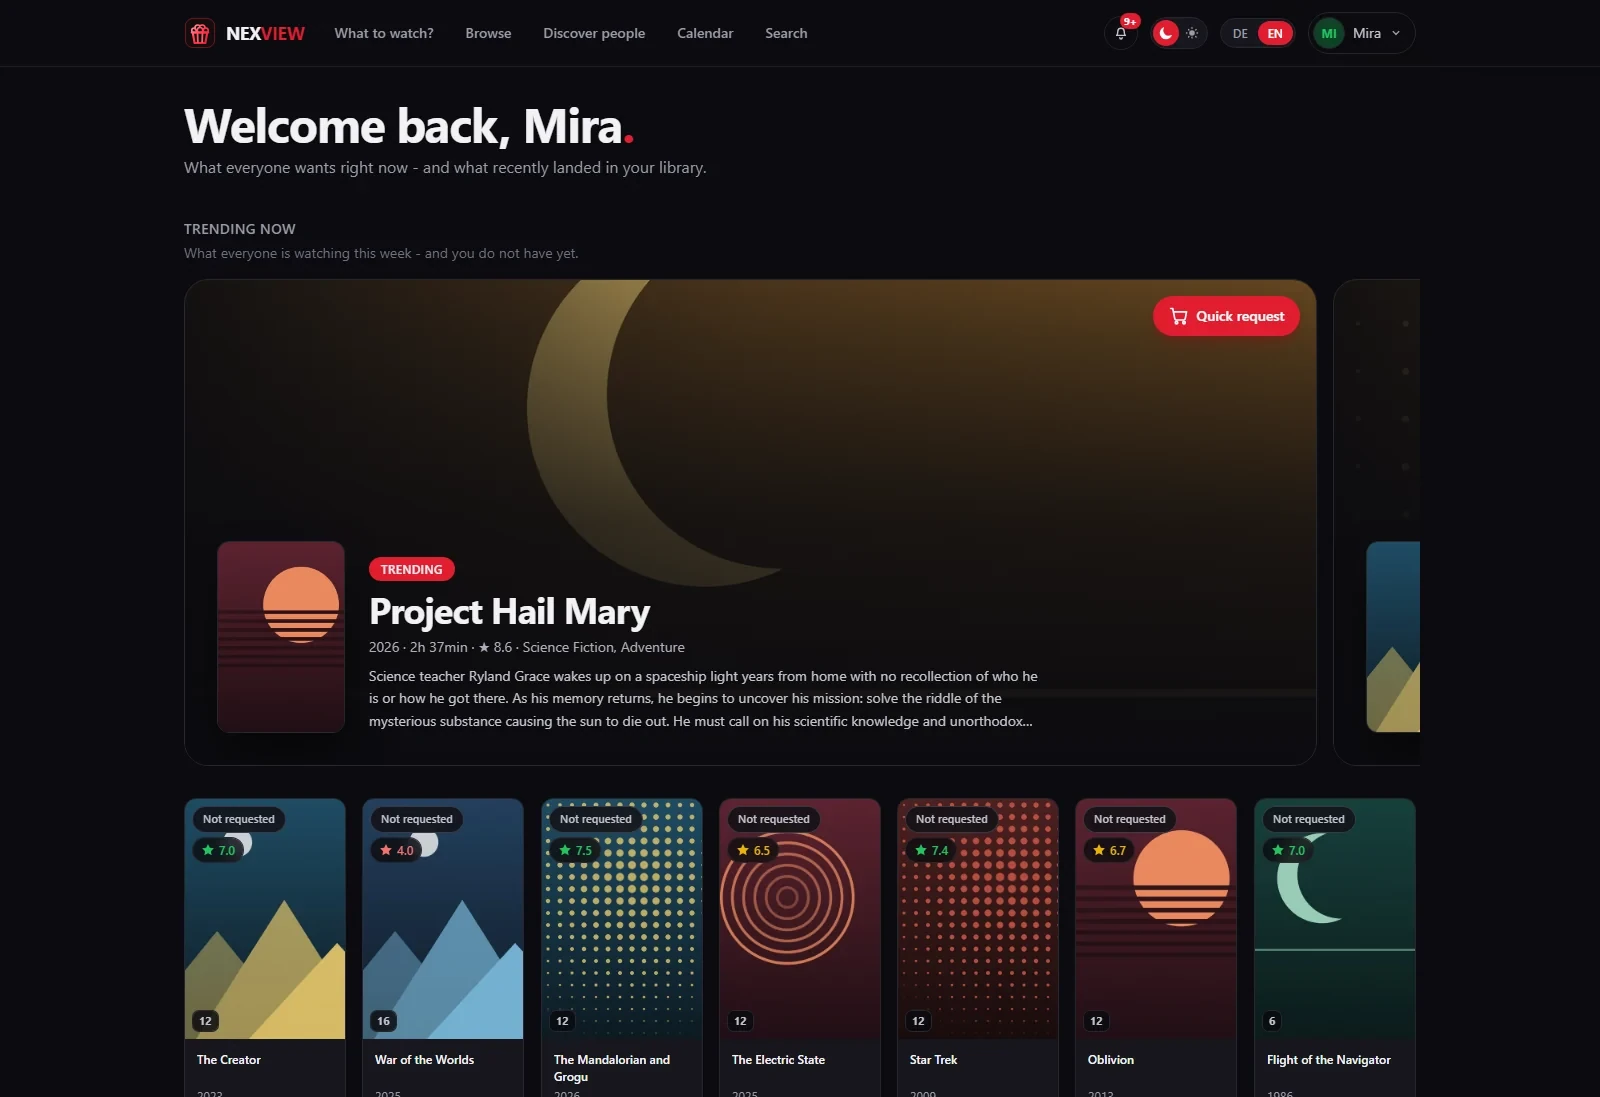 NEXVIEW
What to watch?
Browse
Discover people
Calendar
Search
9+
DE
EN
MI
Mira
Welcome back, Mira.
What everyone wants right now - and what recently landed in your library.
TRENDING NOW
What everyone is watching this week - and you do not have yet.
Quick request
TRENDING
Project Hail Mary
2026 · 2h 37min · ★ 8.6 · Science Fiction, Adventure
Science teacher Ryland Grace wakes up on a spaceship light years from home with no recollection of who he
is or how he got there. As his memory returns, he begins to uncover his mission: solve the riddle of the
mysterious substance causing the sun to die out. He must call on his scientific knowledge and unorthodox...
Not requested
★ 7.0
12
The Creator
2023
Not requested
★ 4.0
16
War of the Worlds
2025
Not requested
★ 7.5
12
The Mandalorian and
Grogu
2026
Not requested
★ 6.5
12
The Electric State
2025
Not requested
★ 7.4
12
Star Trek
2009
Not requested
★ 6.7
12
Oblivion
2013
Not requested
★ 7.0
6
Flight of the Navigator
1986